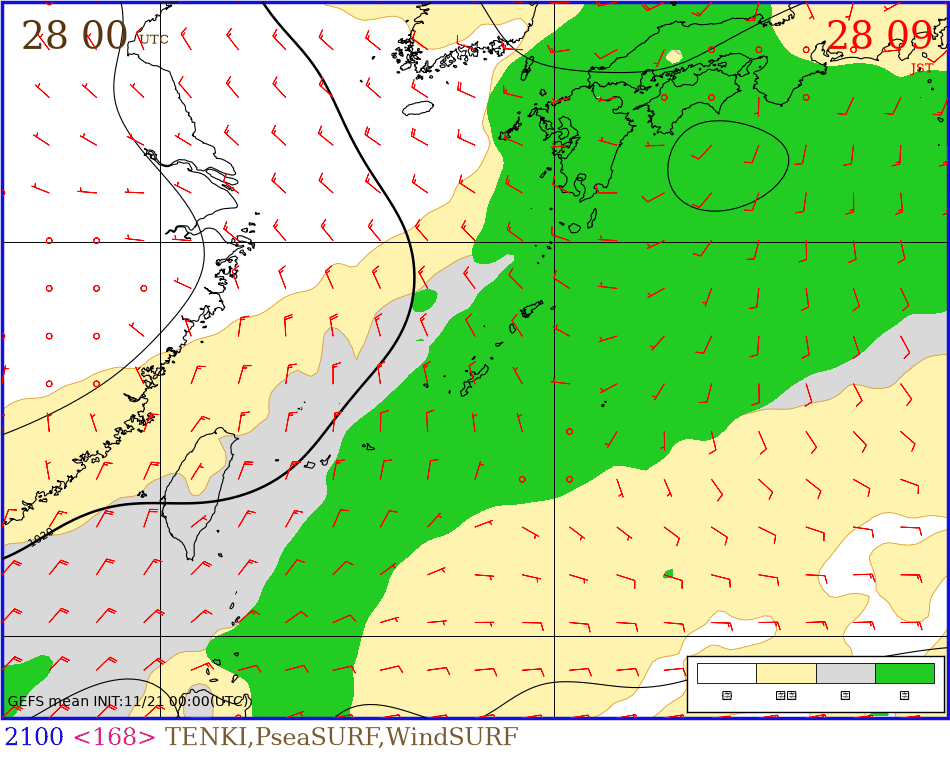 28 00 UTC
28 09 JST
1020
GEFS mean INIT:11/21 00:00(UTC)
2100 <168> TENKI,PseaSURF,WindSURF